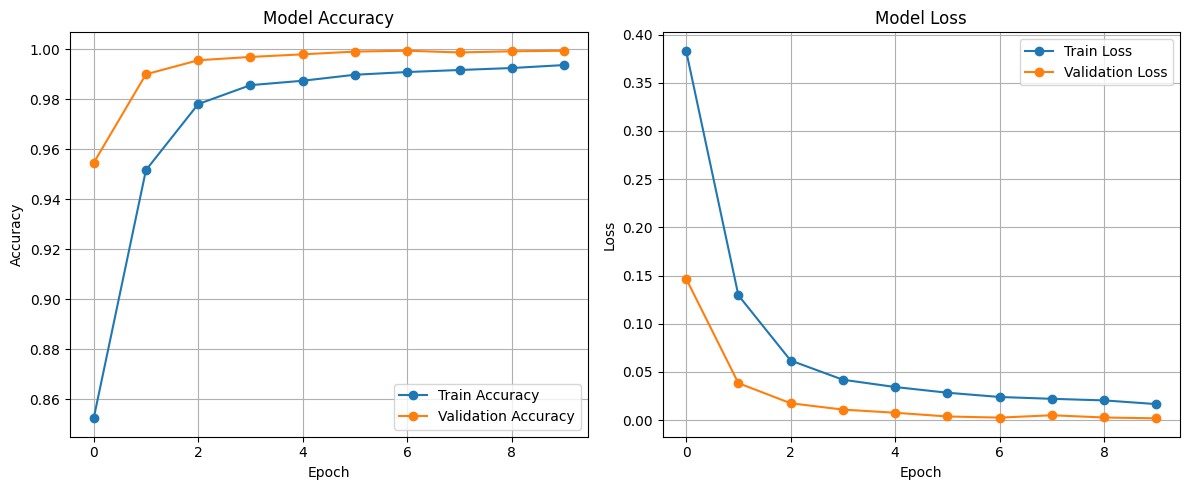 Model Accuracy
1.00
0.98
0.96
0.94
0.92
0.90
0.88
0.86
Accuracy
0 2 4 6 8
Epoch
Train Accuracy
Validation Accuracy
Model Loss
0.40
0.35
0.30
0.25
0.20
0.15
0.10
0.05
0.00
Loss
0 2 4 6 8
Epoch
Train Loss
Validation Loss